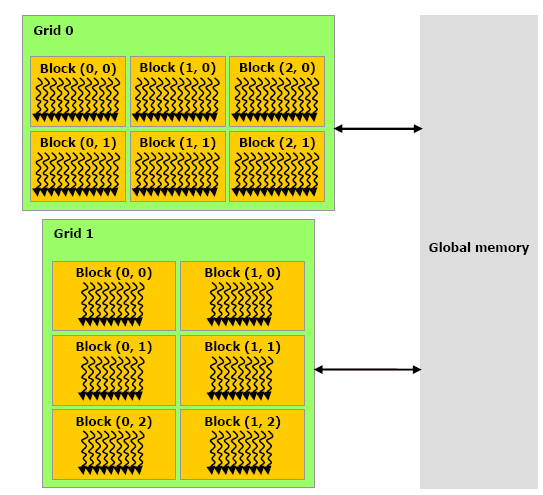 Grid 0
Block (0, 0) Block (1, 0) Block (2, 0)
Block (0, 1) Block (1, 1) Block (2, 1)
Grid 1
Global memory
Block (0, 0) Block (1, 0)
Block (0, 1) Block (1, 1)
Block (0, 2) Block (1, 2)